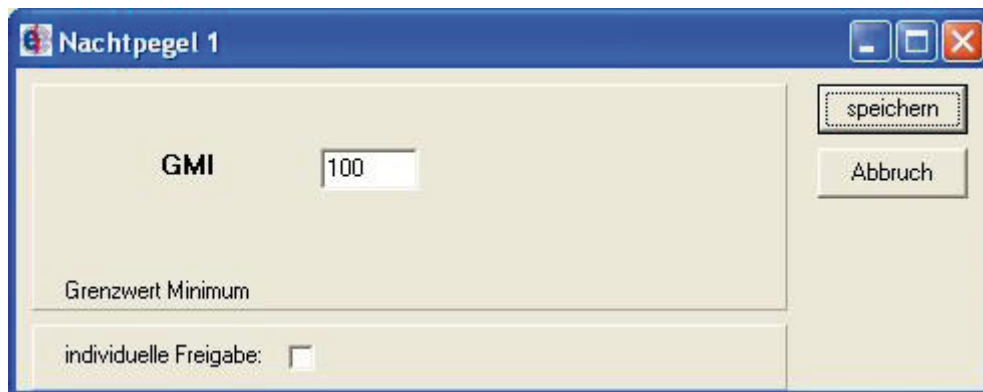 Nachtpegel 1
speichern
GMI 100
Abbruch
Grenzwert Minimum
individuelle Freigabe: